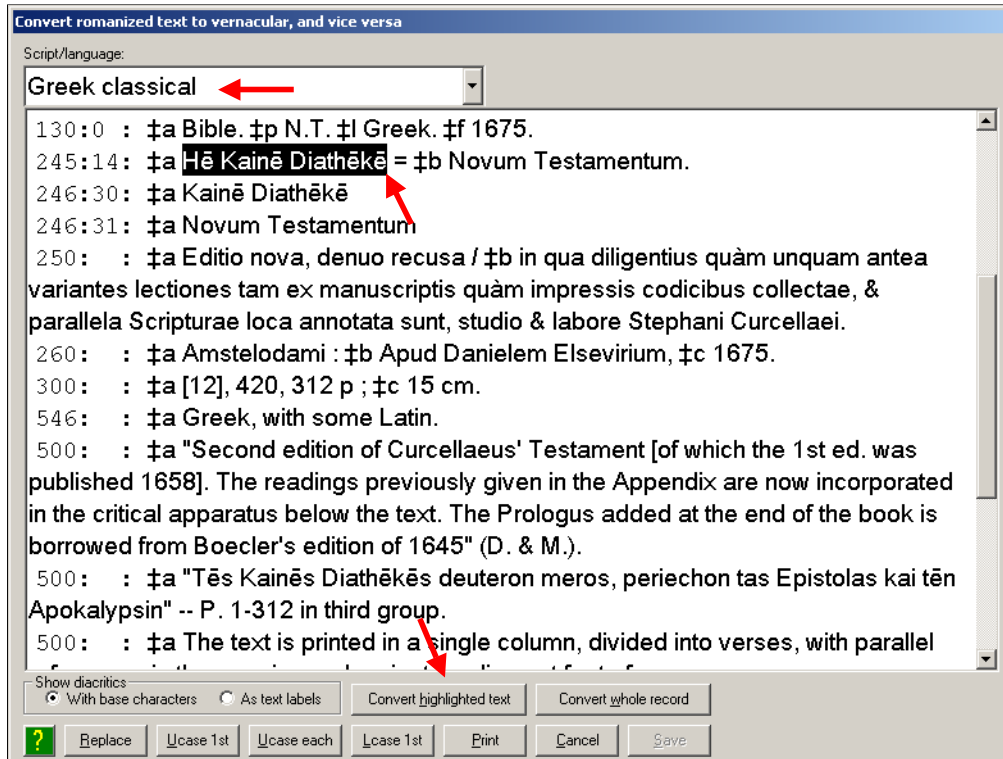 Convert romanized text to vernacular, and vice versa
Script/language:
Greek classical
130:0 : ‡a Bible. ‡p N.T. ‡l Greek. ‡f 1675.
245:14: ‡a Hē Kainē Diathēkē = ‡b Novum Testamentum.
246:30: ‡a Kainē Diathēkē
246:31: ‡a Novum Testamentum
250: : ‡a Editio nova, denuo recusa / ‡b in qua diligentius quàm unquam antea
variantes lectiones tam ex manuscriptis quàm impressis codicibus collectae, &
parallela Scripturae loca annotata sunt, studio & labore Stephani Curcellaei.
260: : ‡a Amstelodami : ‡b Apud Danielem Elsevirium, ‡c 1675.
300: : ‡a [12], 420, 312 p ; ‡c 15 cm.
546: : ‡a Greek, with some Latin.
500: : ‡a "Second edition of Curcellaeus' Testament [of which the 1st ed. was
published 1658]. The readings previously given in the Appendix are now incorporated
in the critical apparatus below the text. The Prologus added at the end of the book is
borrowed from Boecler's edition of 1645" (D. & M.).
500: : ‡a "Tēs Kainēs Diathēkēs deuteron meros, periechon tas Epistolas kai tēn
Apokalypsin" -- P. 1-312 in third group.
500: : ‡a The text is printed in a single column, divided into verses, with parallel
Show diacritics
With base characters As text labels Convert highlighted text Convert whole record
? Replace Ucase 1st Ucase each Lcase 1st Print Cancel Save